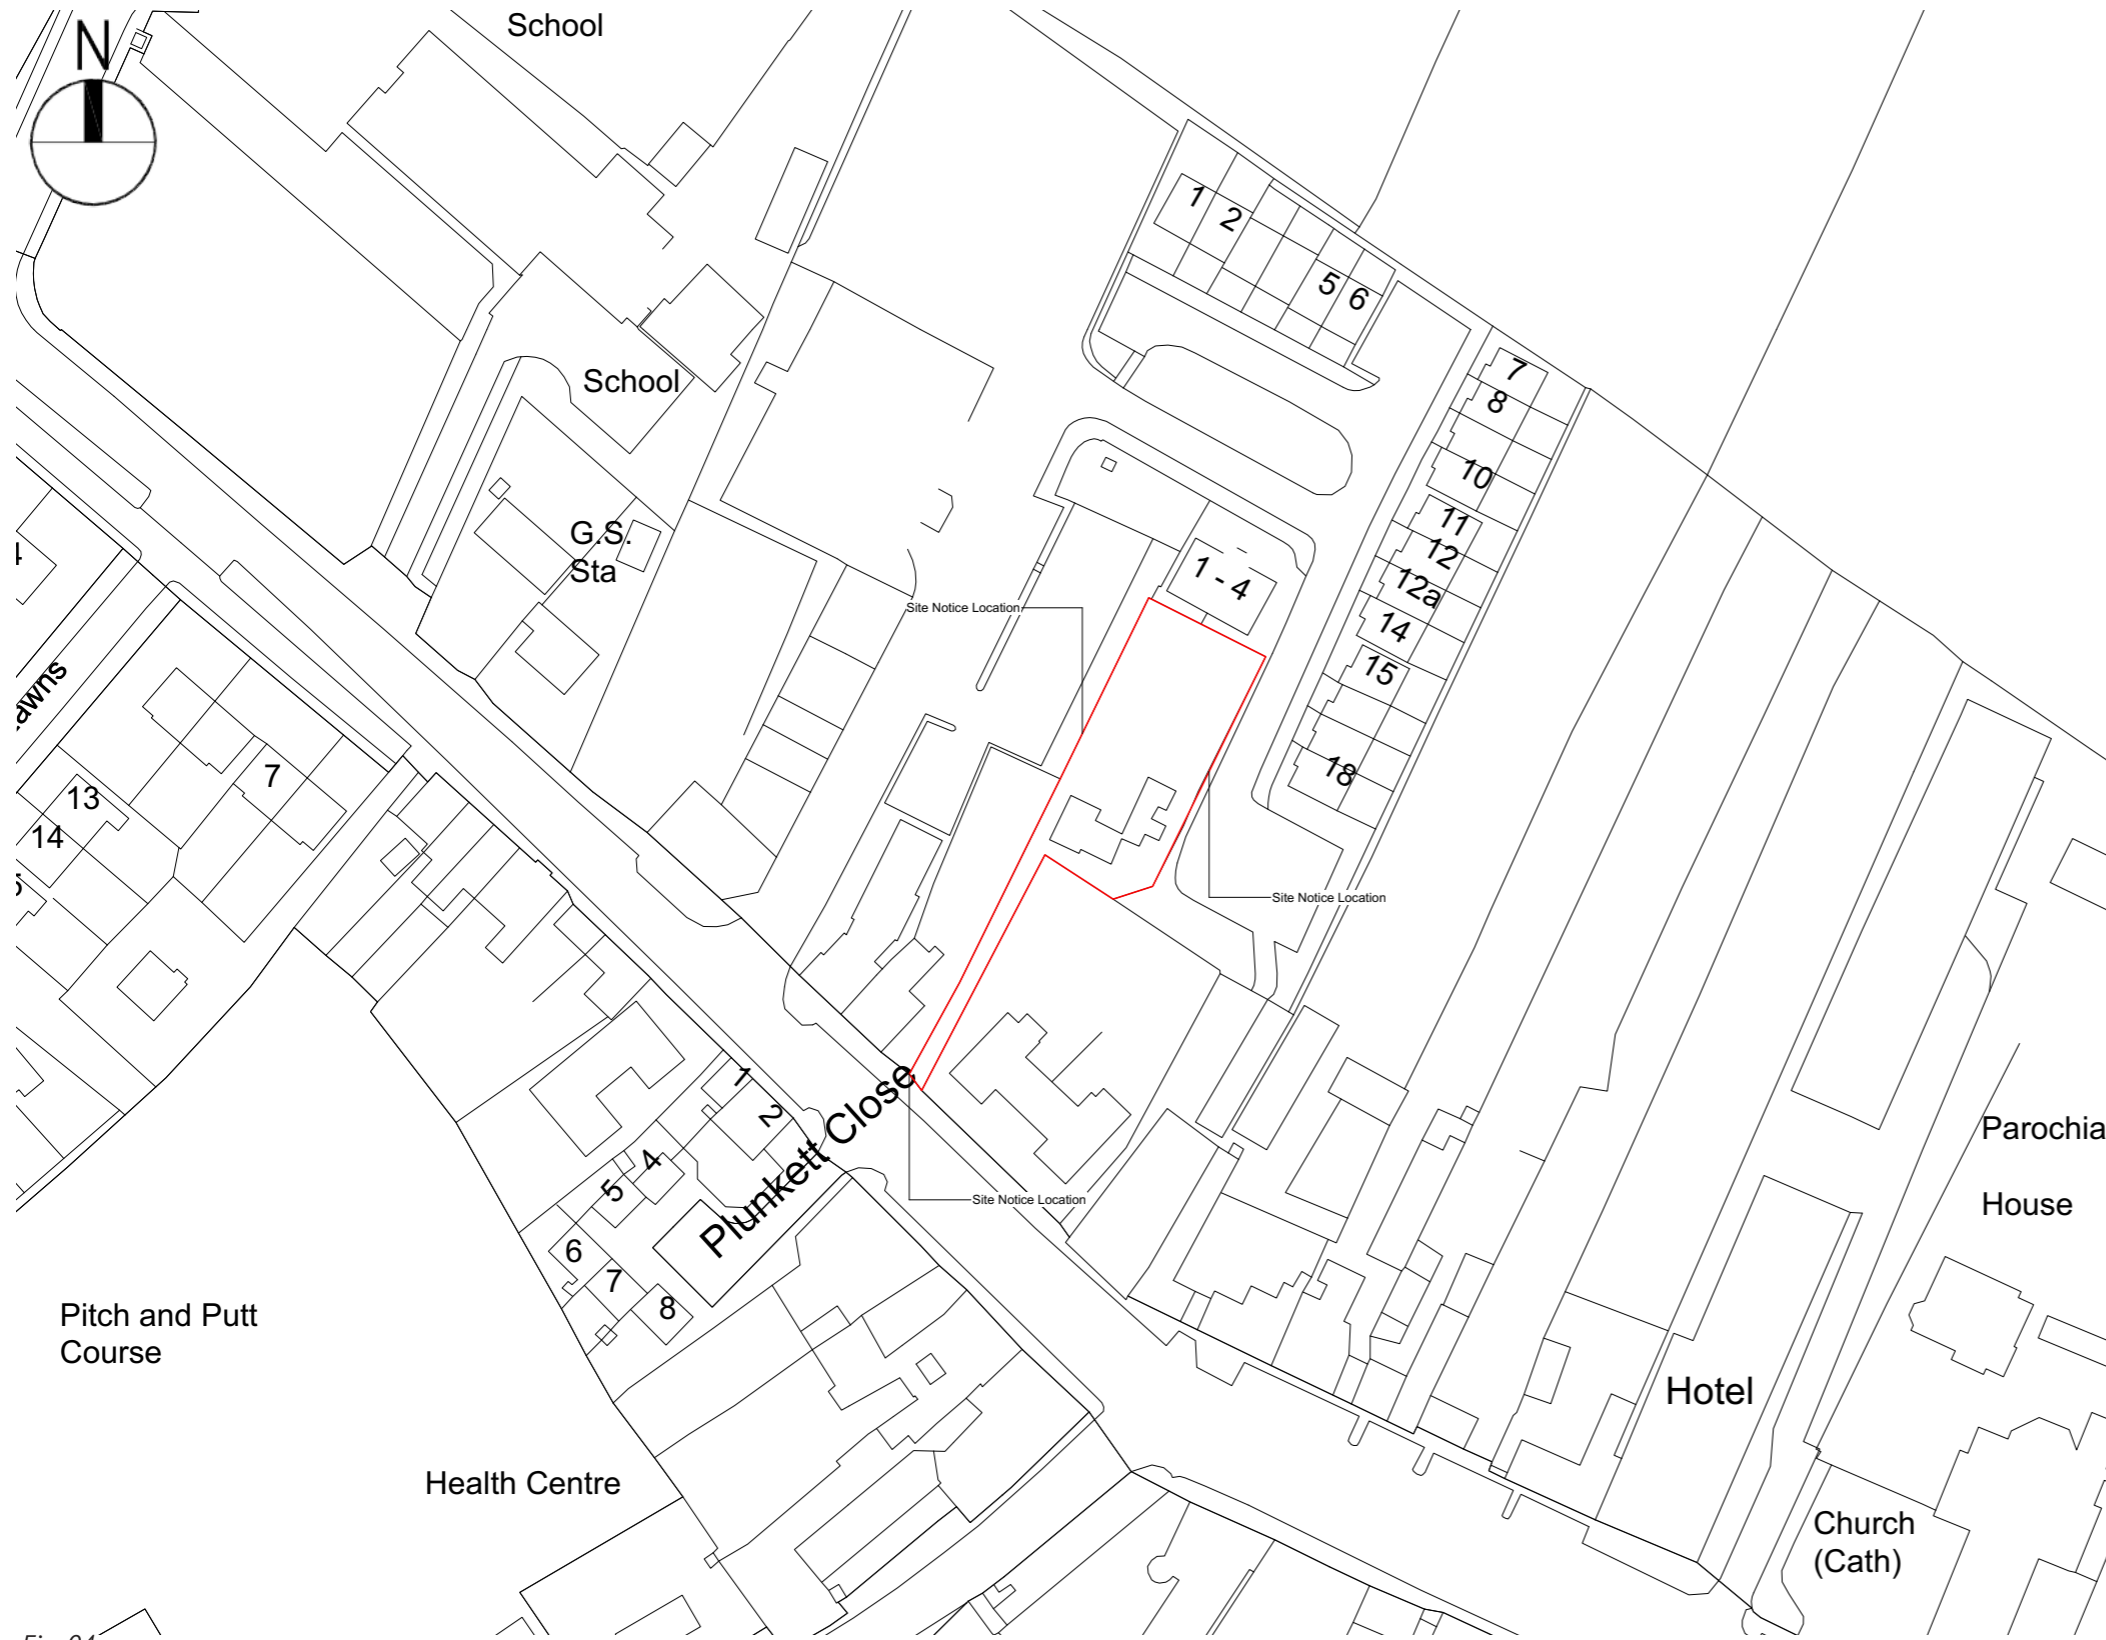 School
N
1
2
5
6
7
8
School
10
11
G.S.
Sta
12
1 - 4
12a
Site Notice Location
14
15
7
18
13
14
Site Notice Location
1
2
Plunkett Close
4
5
Site Notice Location
6
7
8
Parochia
House
Pitch and Putt
Course
Hotel
Health Centre
Church
(Cath)